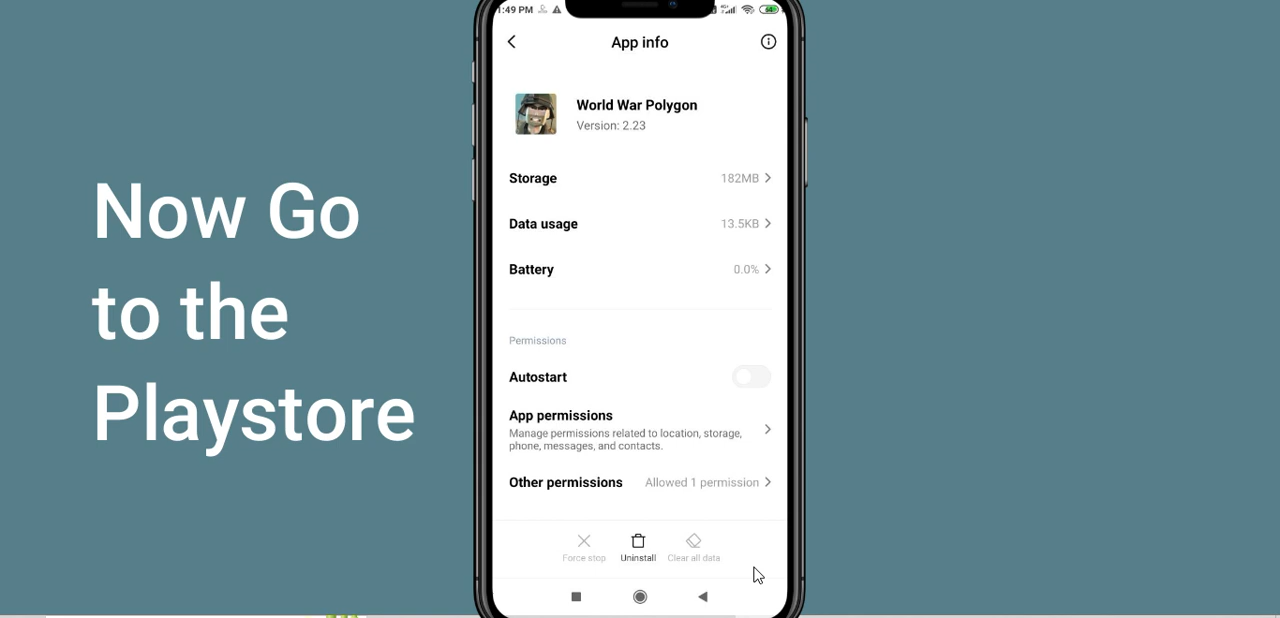 1:49 PM 64
App info
World War Polygon
Version: 2.23
Storage 182MB
Data usage 13.5KB
Battery 0.0%
Permissions
Autostart
App permissions
Manage permissions related to location, storage,
phone, messages, and contacts.
Other permissions Allowed 1 permission
Force stop Uninstall Clear all data
Now Go
to the
Playstore